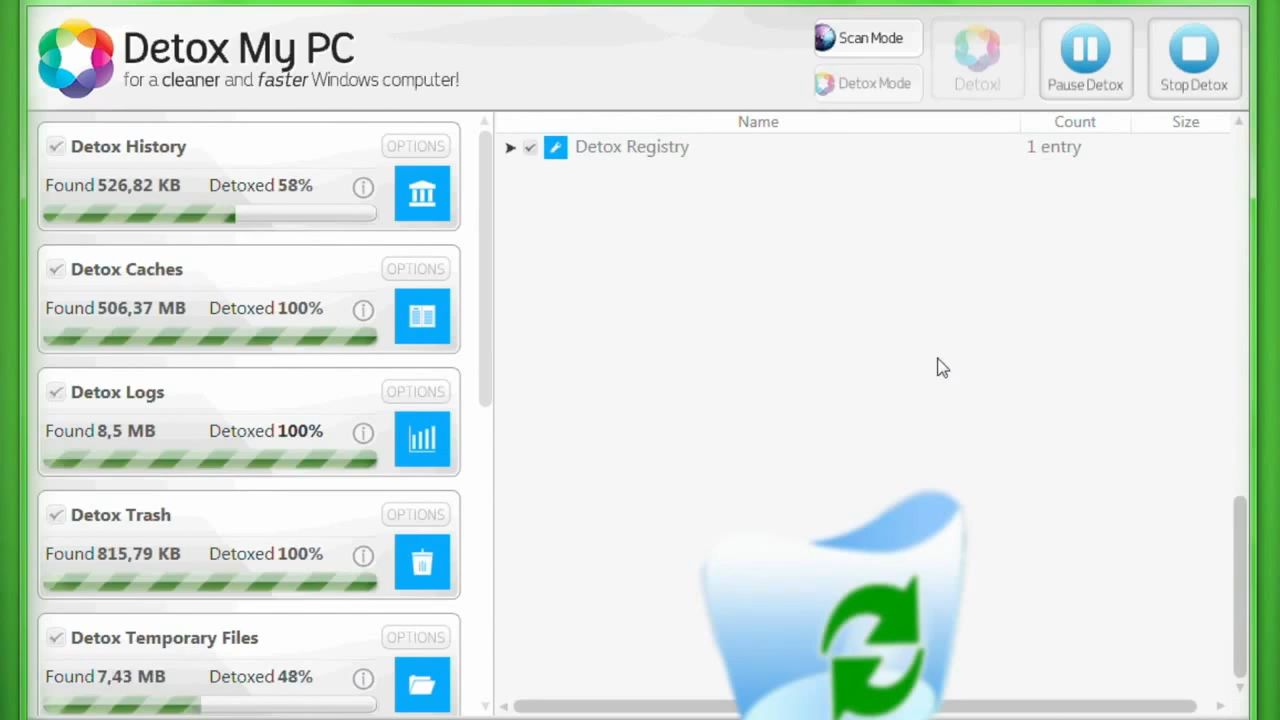 Detox My PC
for a cleaner and faster Windows computer!
Scan Mode
Detox Mode
Detox!
Pause Detox
Stop Detox
Detox History
OPTIONS
Found 526,82 KB Detoxed 58%
Detox Caches
OPTIONS
Found 506,37 MB Detoxed 100%
Detox Logs
OPTIONS
Found 8,5 MB Detoxed 100%
Detox Trash
OPTIONS
Found 815,79 KB Detoxed 100%
Detox Temporary Files
OPTIONS
Found 7,43 MB Detoxed 48%
Name Count Size
Detox Registry 1 entry